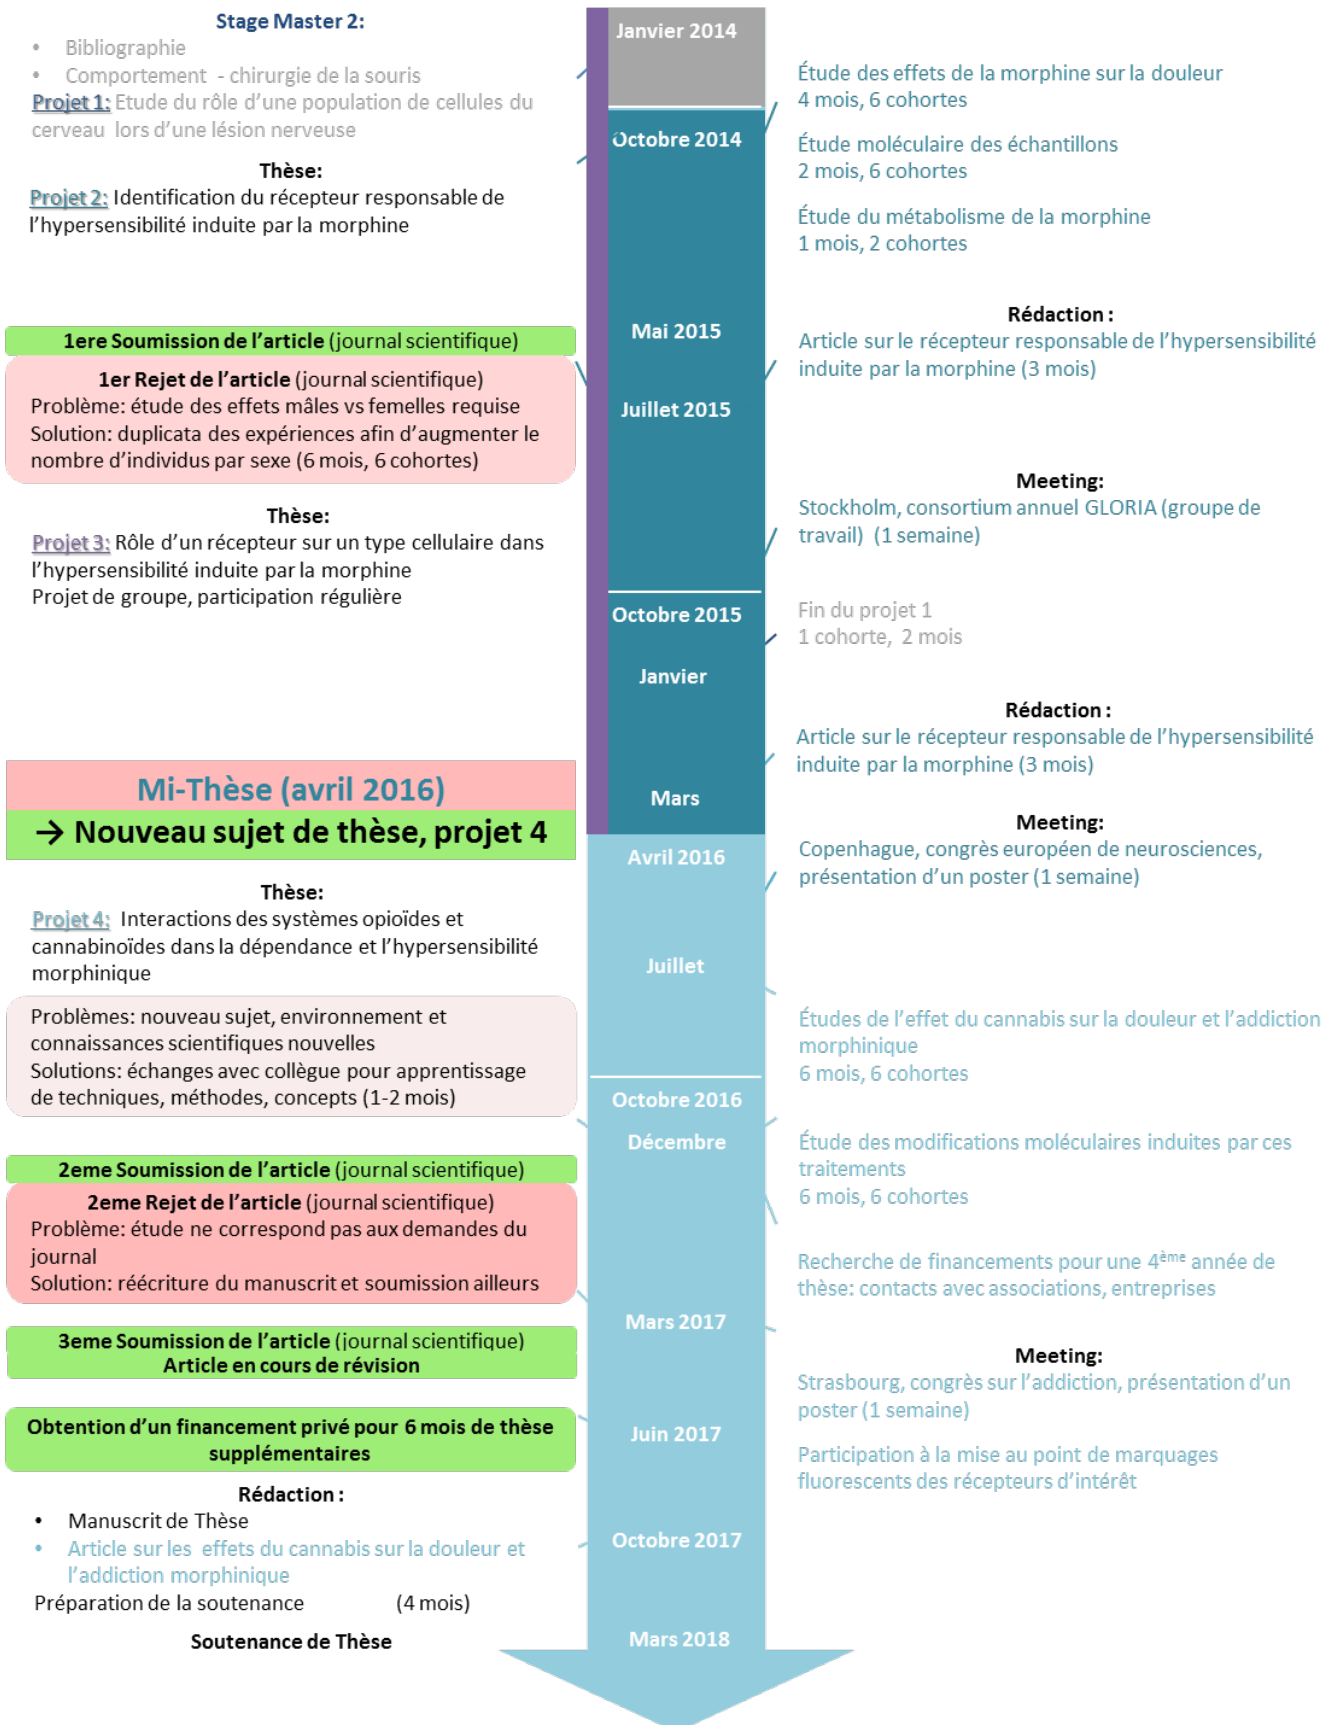 Stage Master 2:
• Bibliographie
• Comportement - chirurgie de la souris
Projet 1: Etude du rôle d'une population de cellules du
cerveau lors d'une lésion nerveuse
Thèse:
Projet 2: Identification du récepteur responsable de
l'hypersensibilité induite par la morphine
1ere Soumission de l'article (journal scientifique)
1er Rejet de l'article (journal scientifique)
Problème: étude des effets mâles vs femelles requise
Solution: duplicata des expériences afin d'augmenter le
nombre d'individus par sexe (6 mois, 6 cohortes)
Thèse:
Projet 3: Rôle d'un récepteur sur un type cellulaire dans
l'hypersensibilité induite par la morphine
Projet de groupe, participation régulière
Mi-Thèse (avril 2016)
→ Nouveau sujet de thèse, projet 4
Thèse:
Projet 4: Interactions des systèmes opioïdes et
cannabinoïdes dans la dépendance et l'hypersensibilité
morphinique
Problèmes: nouveau sujet, environnement et
connaissances scientifiques nouvelles
Solutions: échanges avec collègue pour apprentissage
de techniques, méthodes, concepts (1-2 mois)
2eme Soumission de l'article (journal scientifique)
2eme Rejet de l'article (journal scientifique)
Problème: étude ne correspond pas aux demandes du
journal
Solution: réécriture du manuscrit et soumission ailleurs
3eme Soumission de l'article (journal scientifique)
Article en cours de révision
Obtention d'un financement privé pour 6 mois de thèse
supplémentaires
Rédaction :
• Manuscrit de Thèse
• Article sur les effets du cannabis sur la douleur et
l'addiction morphinique
Préparation de la soutenance (4 mois)
Soutenance de Thèse
Janvier 2014
Octobre 2014
Mai 2015
Juillet 2015
Octobre 2015
Janvier
Mars
Avril 2016
Juillet
Octobre 2016
Décembre
Mars 2017
Juin 2017
Octobre 2017
Mars 2018
Étude des effets de la morphine sur la douleur
4 mois, 6 cohortes
Étude moléculaire des échantillons
2 mois, 6 cohortes
Étude du métabolisme de la morphine
1 mois, 2 cohortes
Rédaction :
Article sur le récepteur responsable de l'hypersensibilité
induite par la morphine (3 mois)
Meeting:
Stockholm, consortium annuel GLORIA (groupe de
travail) (1 semaine)
Fin du projet 1
1 cohorte, 2 mois
Rédaction :
Article sur le récepteur responsable de l'hypersensibilité
induite par la morphine (3 mois)
Meeting:
Copenhague, congrès européen de neurosciences,
présentation d'un poster (1 semaine)
Études de l'effet du cannabis sur la douleur et l'addiction
morphinique
6 mois, 6 cohortes
Étude des modifications moléculaires induites par ces
traitements
6 mois, 6 cohortes
Recherche de financements pour une 4ème année de
thèse: contacts avec associations, entreprises
Meeting:
Strasbourg, congrès sur l'addiction, présentation d'un
poster (1 semaine)
Participation à la mise au point de marquages
fluorescents des récepteurs d'intérêt